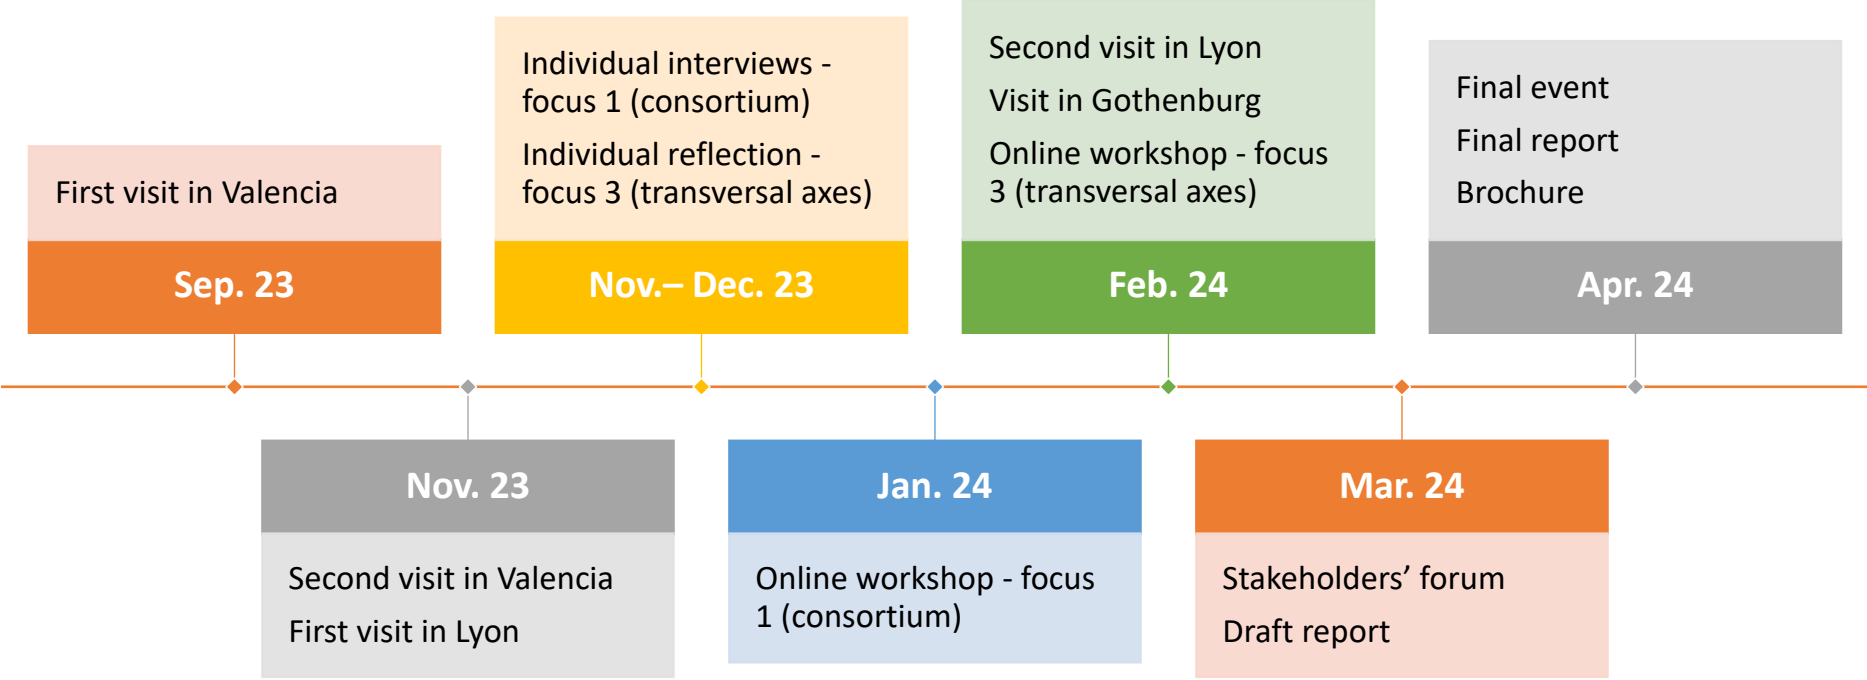 First visit in Valencia
Sep. 23
Second visit in Valencia
First visit in Lyon
Nov. 23
Individual interviews -
focus 1 (consortium)
Individual reflection -
focus 3 (transversal axes)
Nov.– Dec. 23
Jan. 24
Online workshop - focus
1 (consortium)
Second visit in Lyon
Visit in Gothenburg
Online workshop - focus
3 (transversal axes)
Feb. 24
Mar. 24
Stakeholders’ forum
Draft report
Final event
Final report
Brochure
Apr. 24